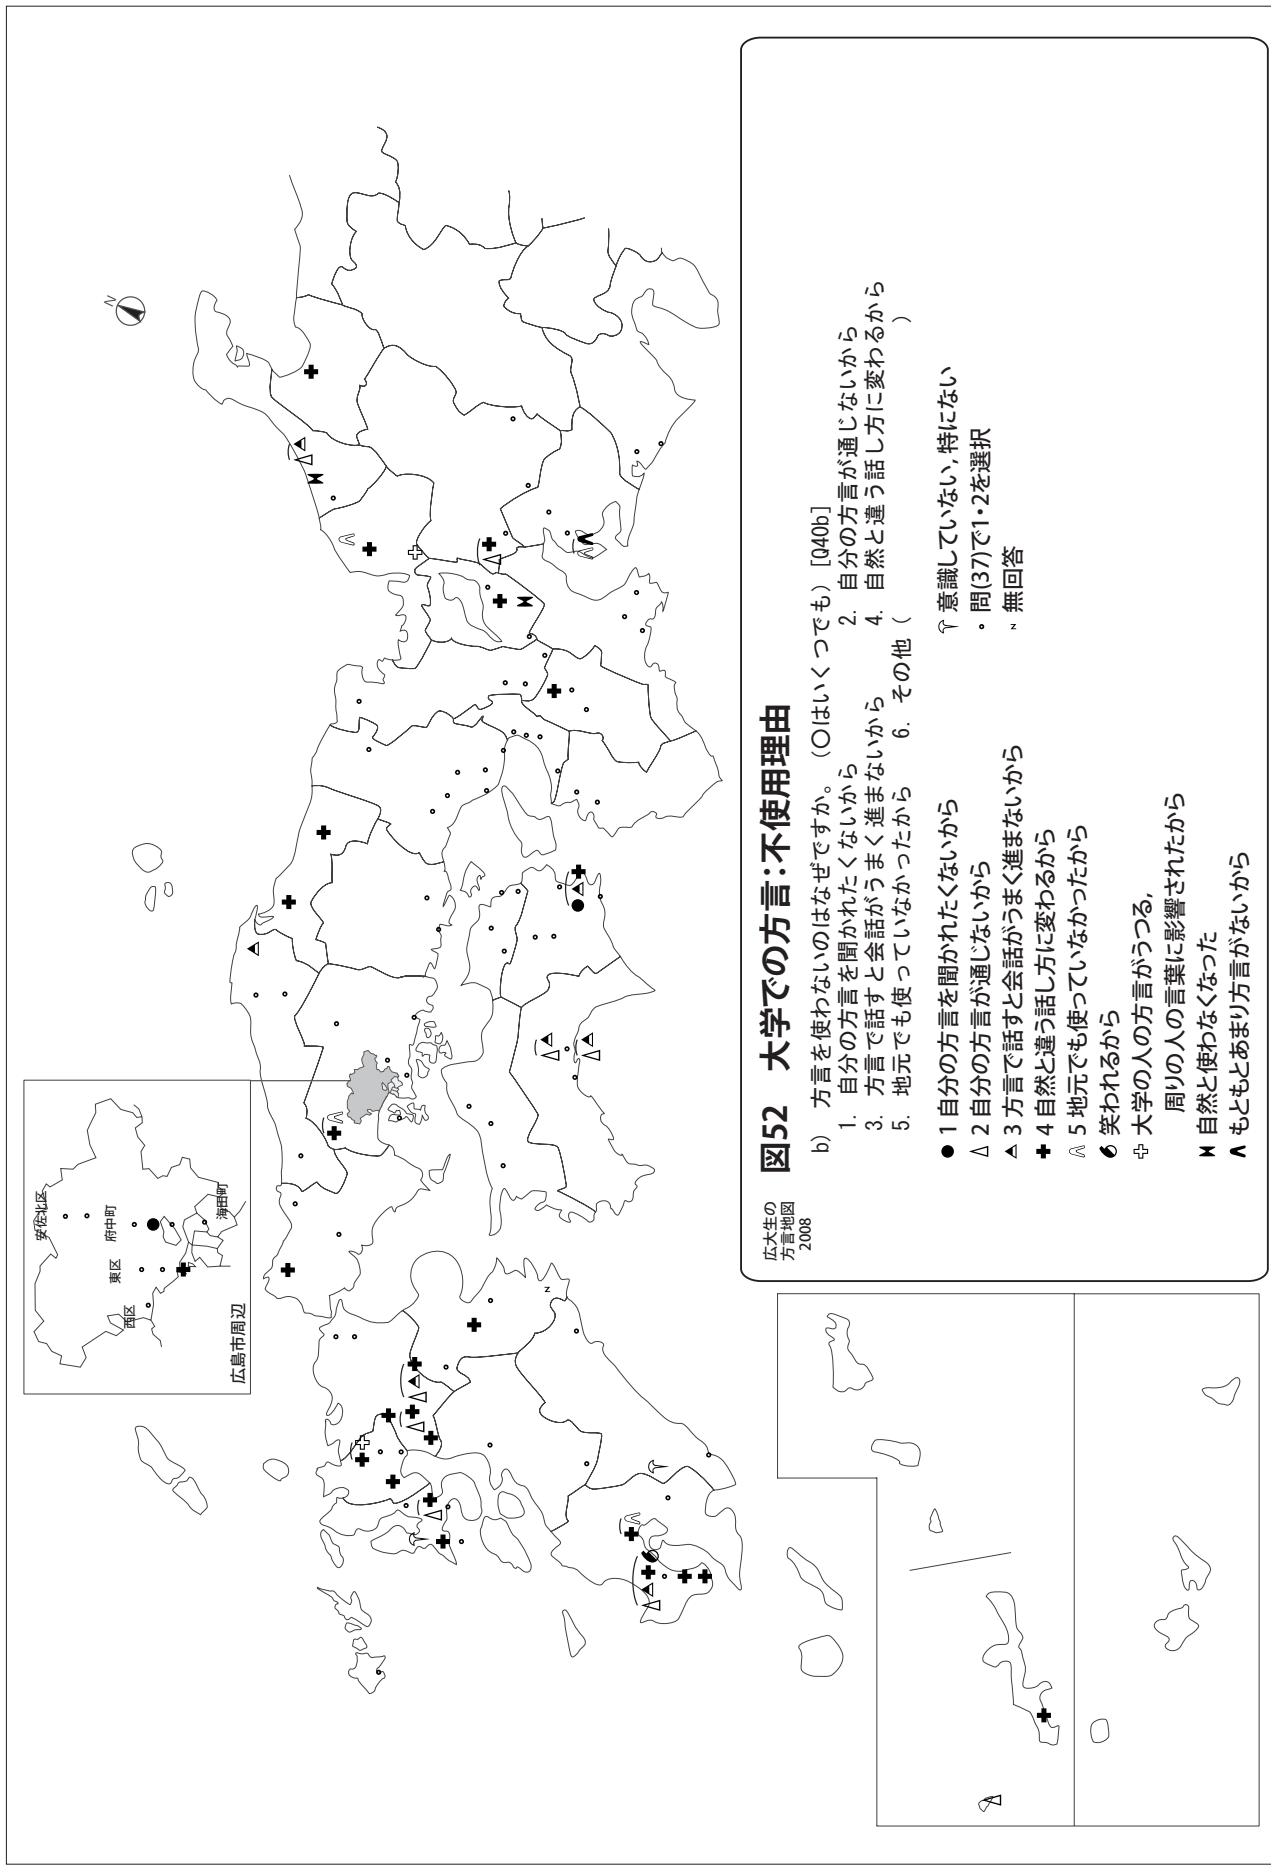 N
安佐北区
府中町
東区
西区
海田町
広島市周辺
z
広大生の
方言地図
2008
図52 大学での方言：不使用理由
b) 方言を使わないのはなぜですか。（○はいくつでも）[Q40b]
1. 自分の方言を聞かれたくないから 2. 自分の方言が通じないから
3. 方言で話すと会話がうまく進まないから 4. 自然と違う話し方に変わるから
5. 地元でも使っていなかったから 6. その他（ ）
1 自分の方言を聞かれたくないから
2 自分の方言が通じないから
3 方言で話すと会話がうまく進まないから
4 自然と違う話し方に変わるから
5 地元でも使っていなかったから
笑われるから
大学の人の方言がうつる,
周りの人の言葉に影響されたから
自然と使わなくなった
もともとあまり方言がないから
意識していない，特にない
問(37)で1・2を選択
z 無回答